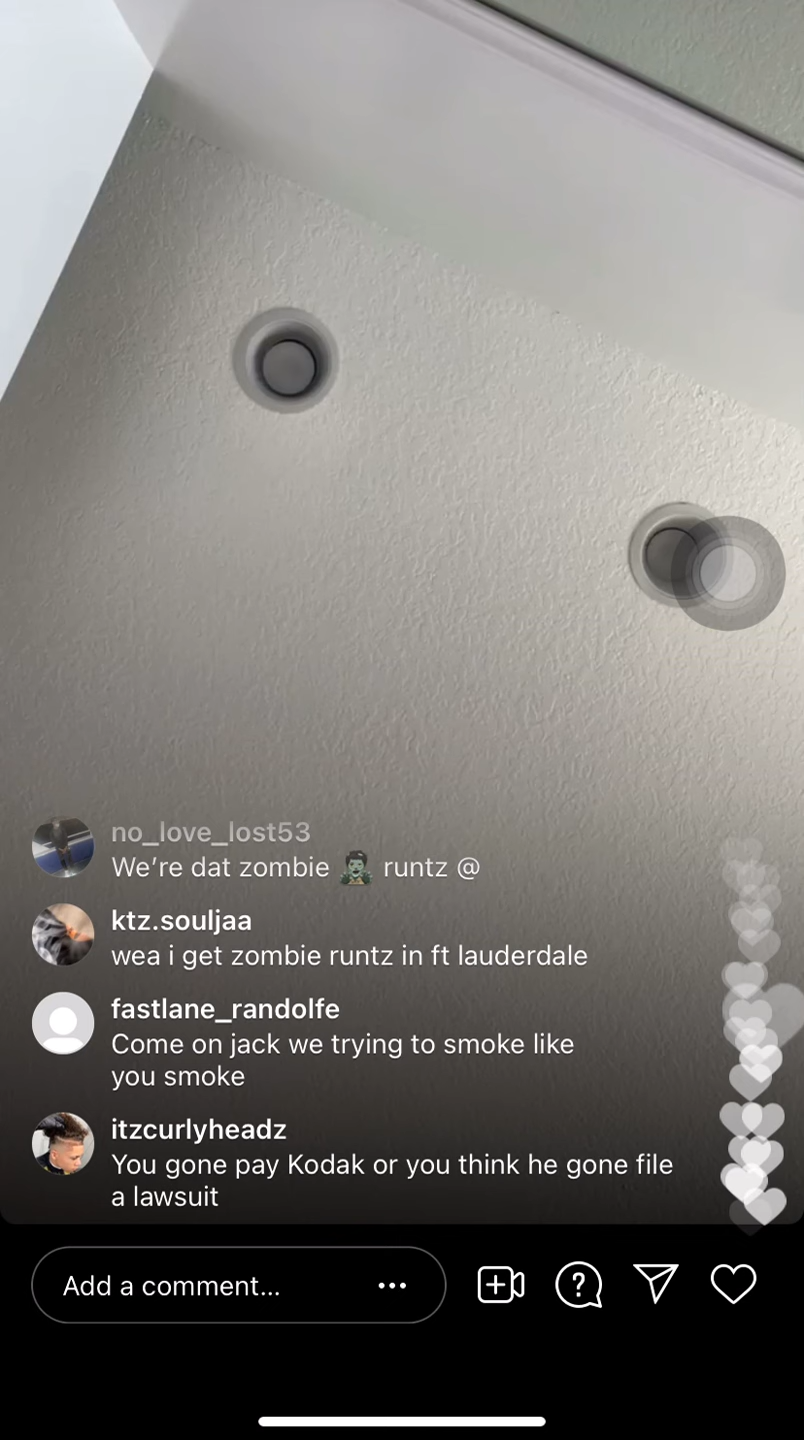 no_love_lost53
We're dat zombie 🧟‍♂️ runtz @
ktz.souljaa
wea i get zombie runtz in ft lauderdale
fastlane_randolfe
Come on jack we trying to smoke like
you smoke
itzcurlyheadz
You gone pay Kodak or you think he gone file
a lawsuit
Add a comment...